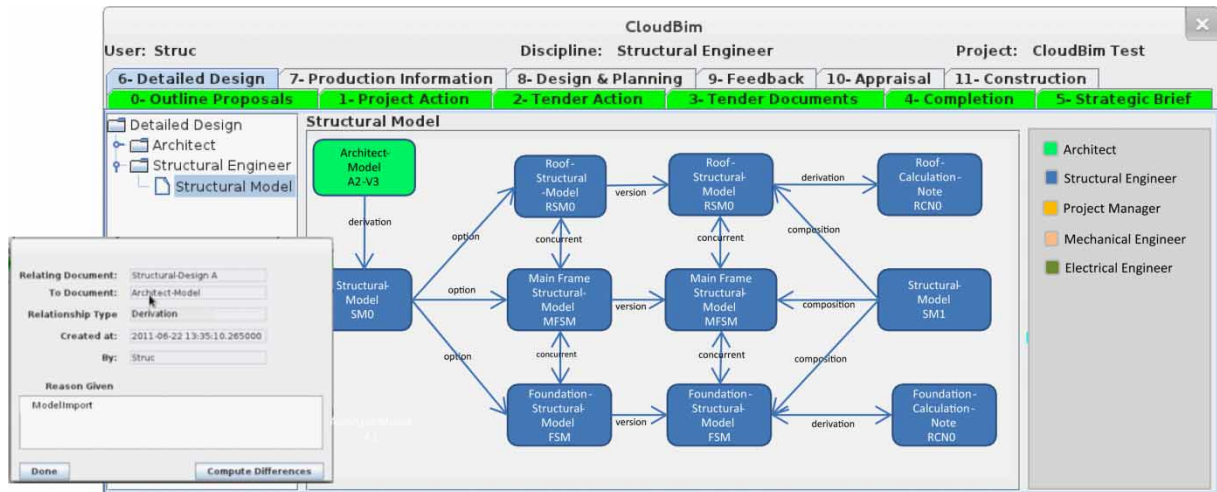 CloudBim
User: Struc
Discipline: Structural Engineer
Project: CloudBim Test
6- Detailed Design
7- Production Information
8- Design & Planning
9- Feedback
10- Appraisal
11- Construction
0- Outline Proposals
1- Project Action
2- Tender Action
3- Tender Documents
4- Completion
5- Strategic Brief
Detailed Design
Architect
Structural Engineer
Structural Model
Structural Model
Architect-
Model
A2-V3
derivation
Structural-
Model
SM0
option
option
option
Roof-
Structural
-Model
RSM0
version
Roof-
Structural-
Model
RSM0
derivation
Roof-
Calculation-
Note
RCN0
concurrent
concurrent
composition
Main Frame
Structural-
Model
MFSM
version
Main Frame
Structural-
Model
MFSM
composition
Structural-
Model
SM1
concurrent
concurrent
composition
Foundation-
Structural-
Model
FSM
version
Foundation-
Structural-
Model
FSM
derivation
Foundation-
Calculation-
Note
RCN0
Architect
Structural Engineer
Project Manager
Mechanical Engineer
Electrical Engineer
Relating Document: Structural-Design A
To Document: Architect-Model
Relationship Type Derivation
Created at: 2011-06-22 13:35:10.265000
By: Struc
Reason Given
ModelImport
Done
Compute Differences